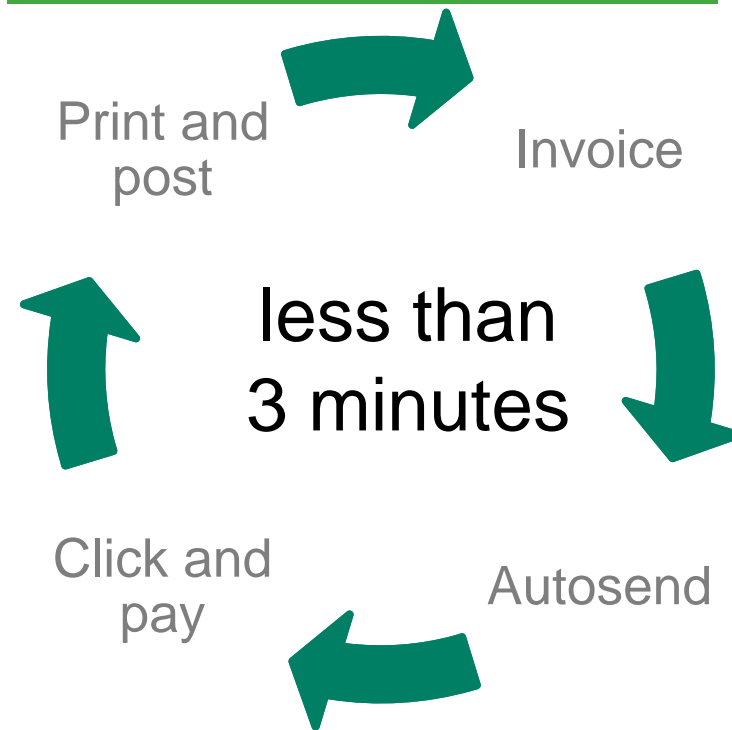 Print and
post
Invoice
less than
3 minutes
Click and
pay
Autosend